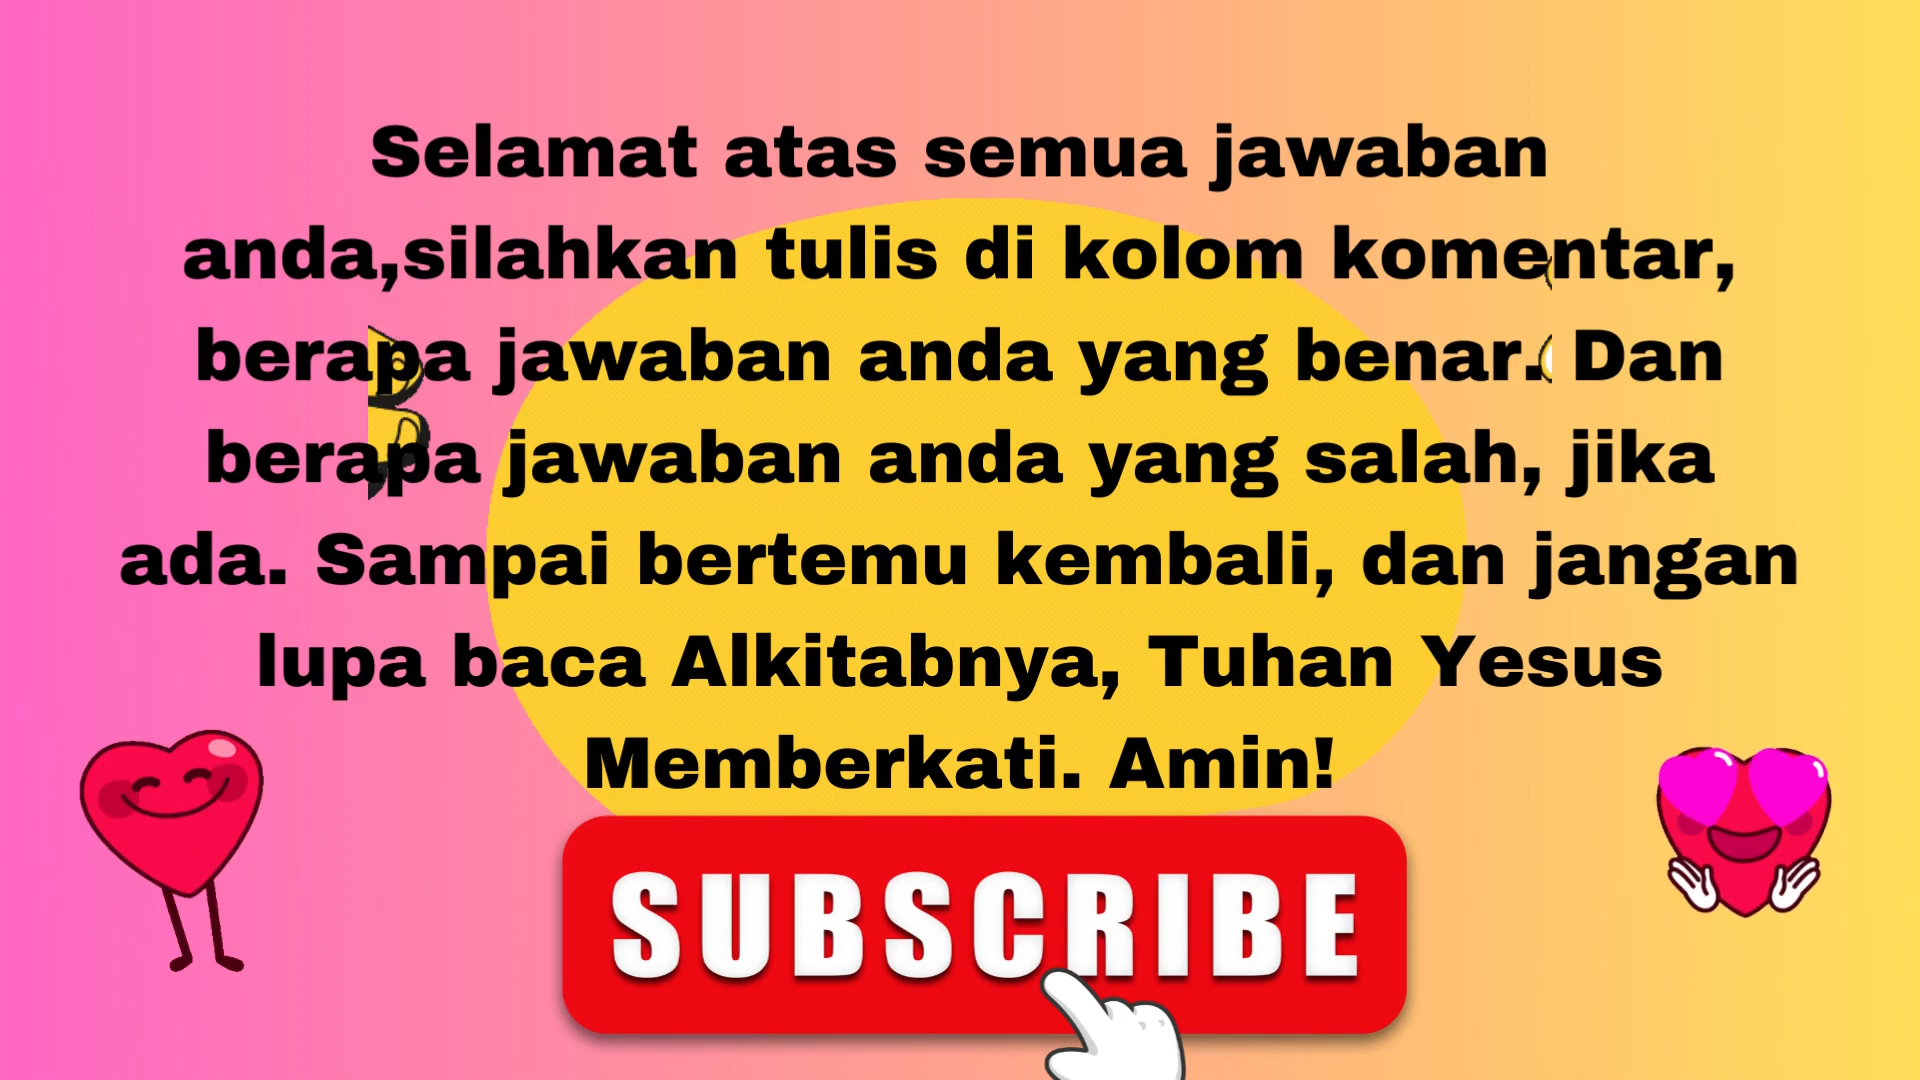 Selamat atas semua jawaban
anda,silahkan tulis di kolom komentar,
berapa jawaban anda yang benar. Dan
berapa jawaban anda yang salah, jika
ada. Sampai bertemu kembali, dan jangan
lupa baca Alkitabnya, Tuhan Yesus
Memberkati. Amin!
SUBSCRIBE